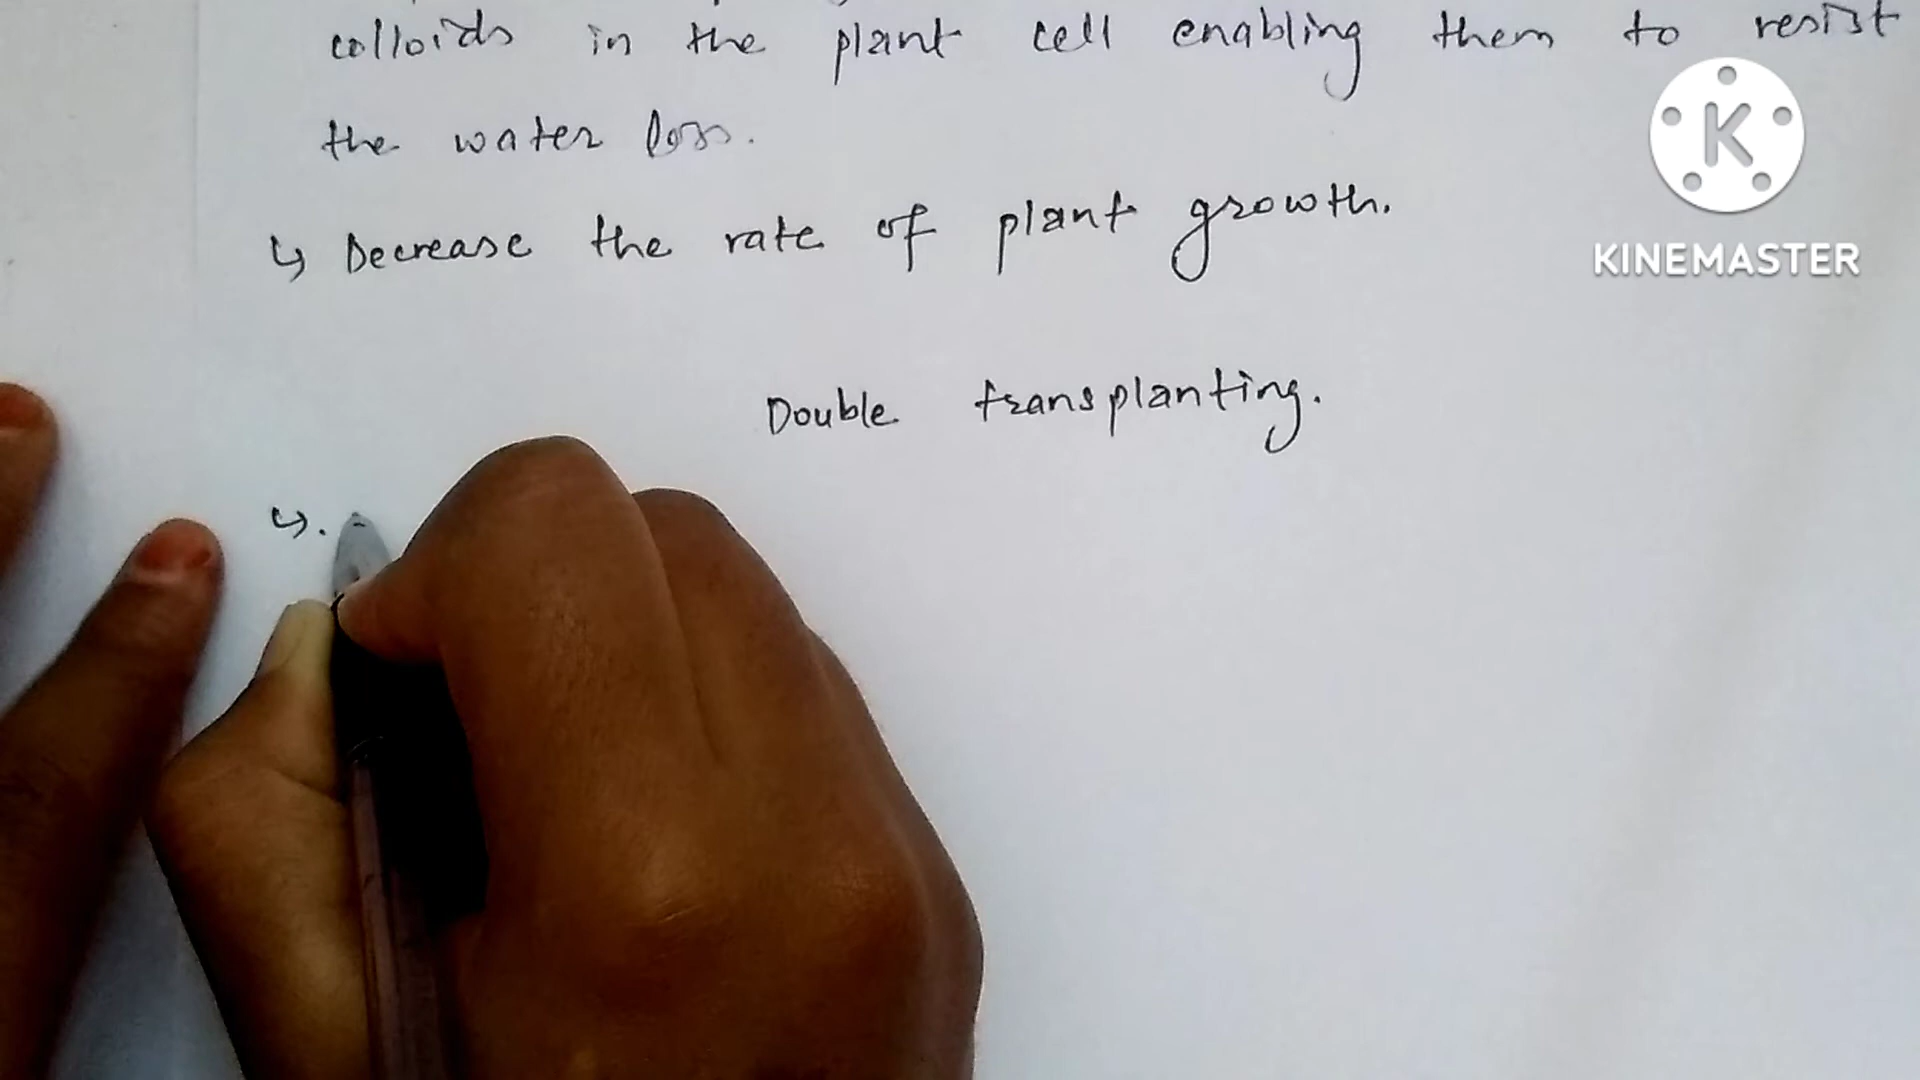 colloids in the plant cell enabling them to resist
the water loss.
↳ Decrease the rate of plant growth.
Double transplanting.
↳.
K
KINEMASTER